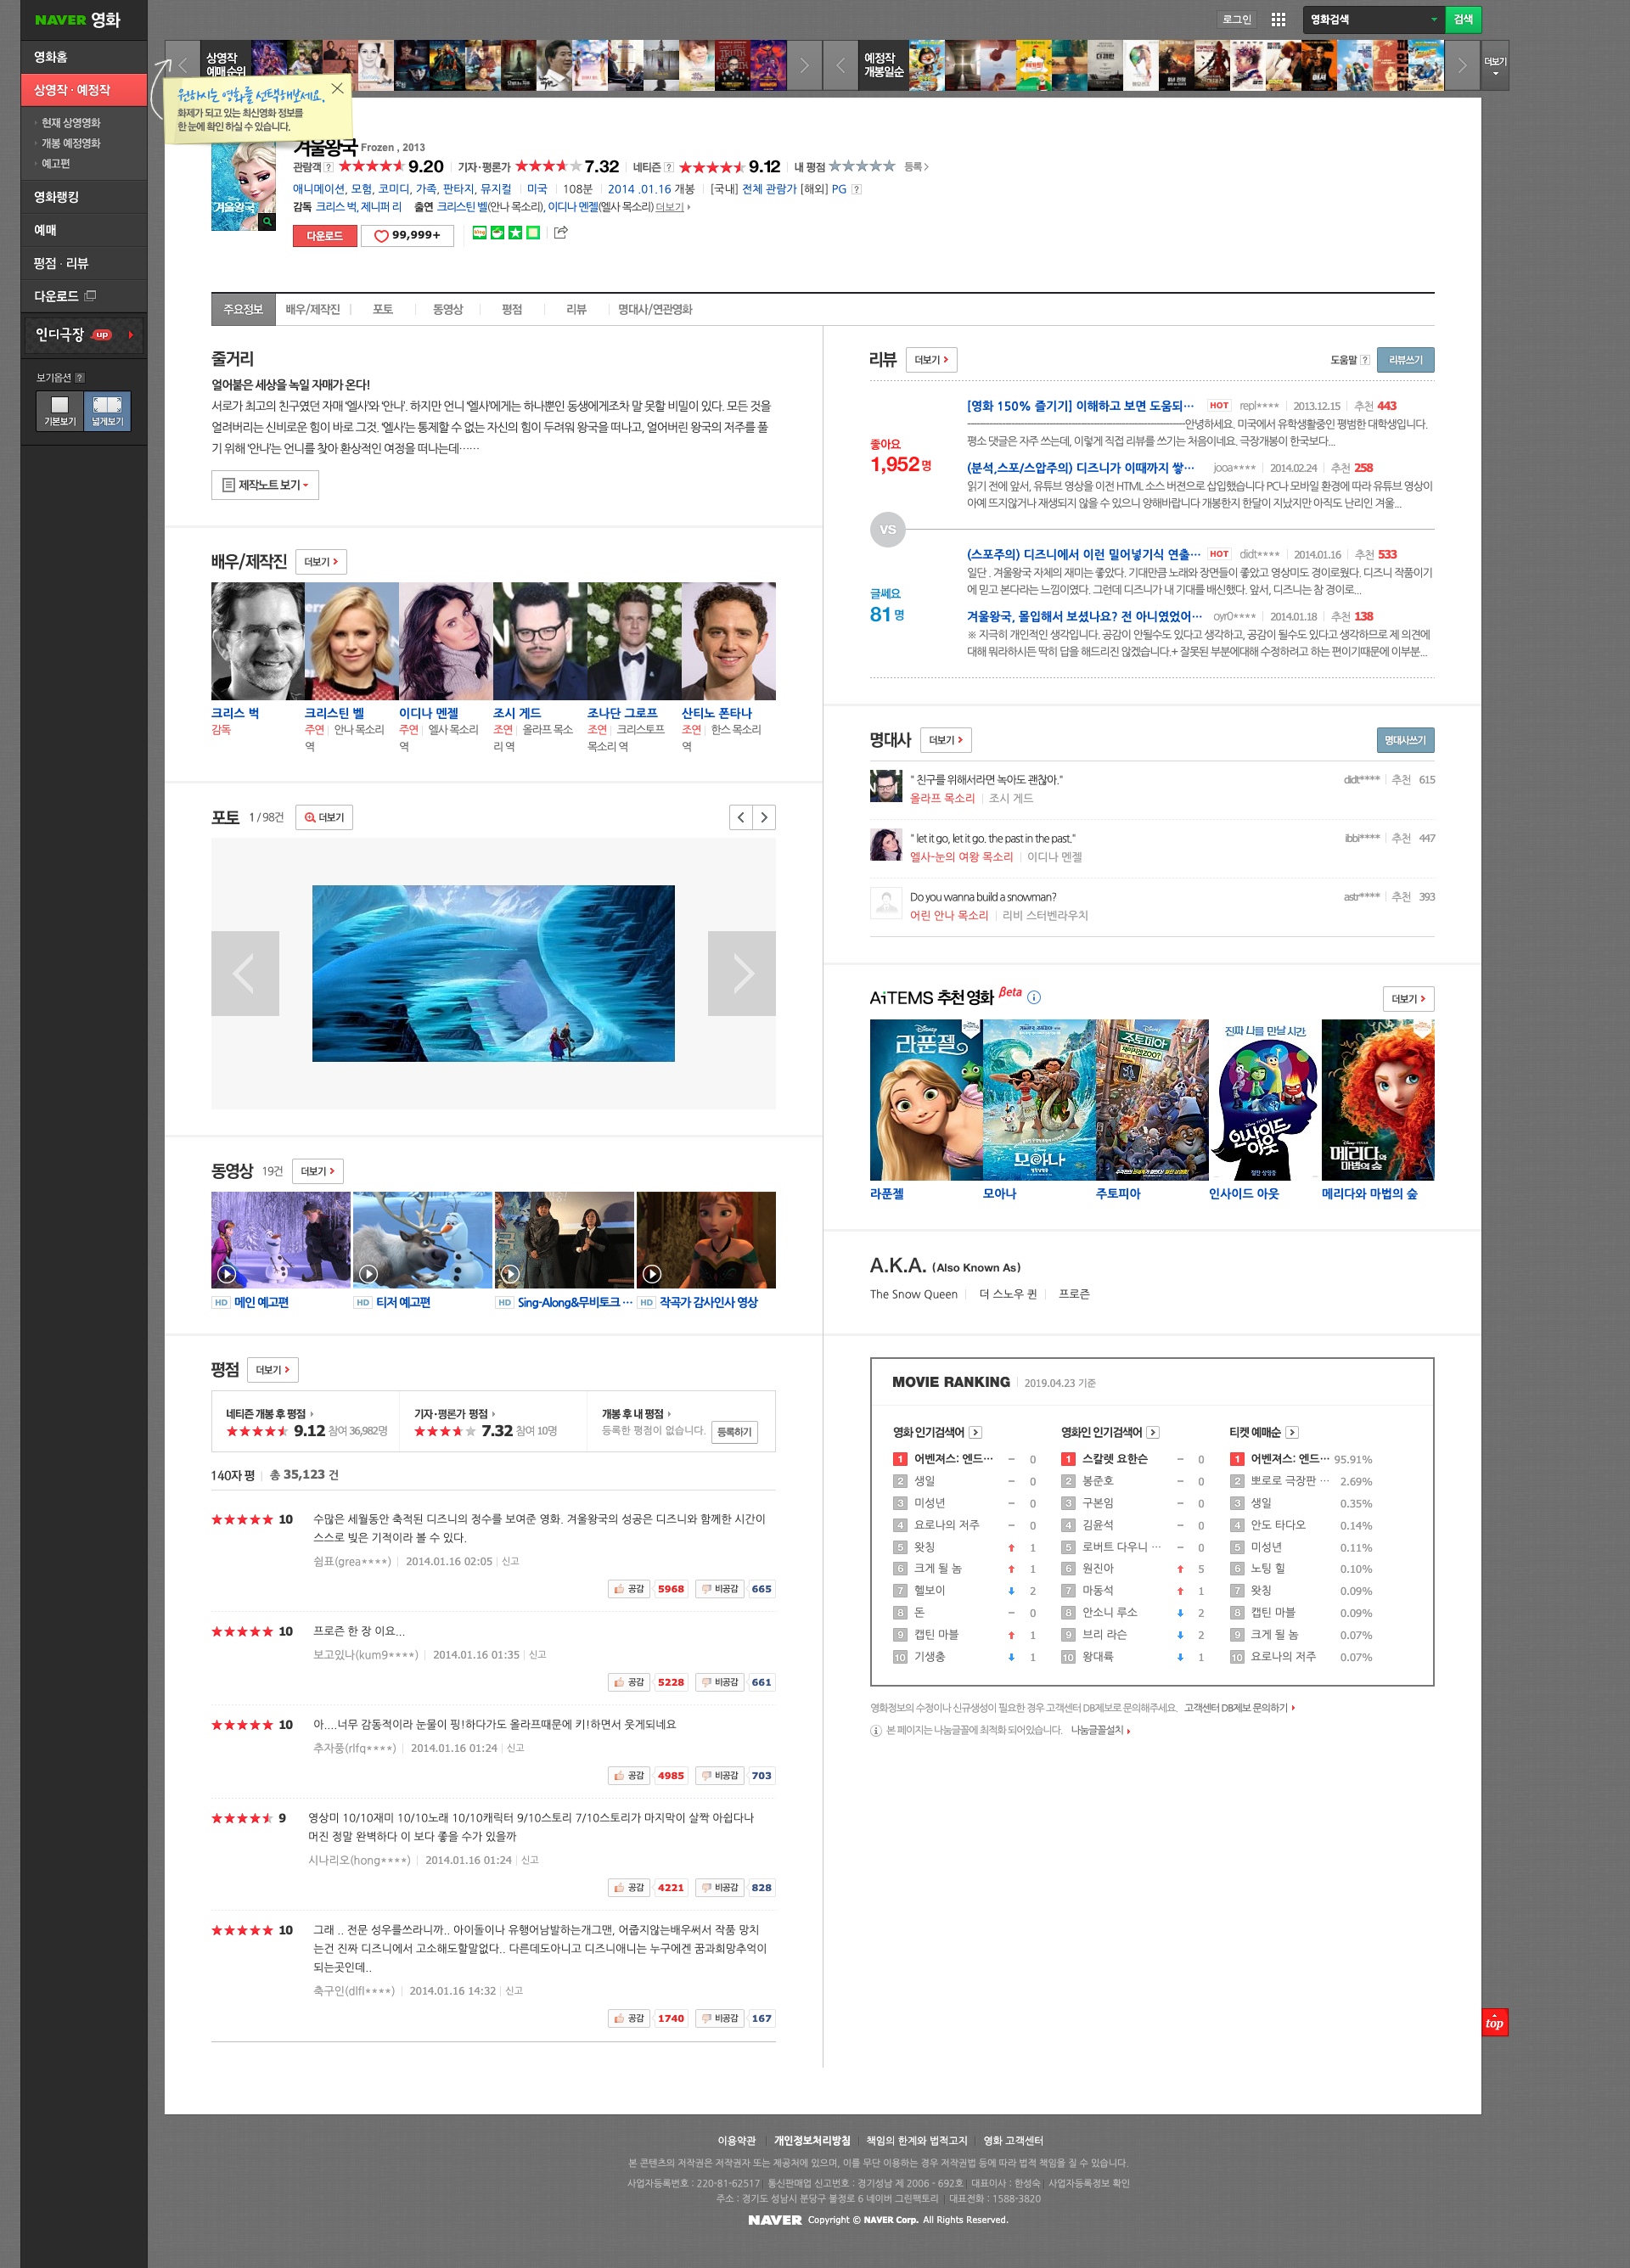 NAVER 영화
로그인
영화검색
검색
영화홈
상영작 · 예정작
현재 상영영화
개봉 예정영화
예고편
영화랭킹
예매
평점 · 리뷰
다운로드
인디극장 up
보기옵션 ?
기본보기
넓게보기
상영작
예매순위
예정작
개봉일순
더보기
원하시는 영화를 선택해보세요.
화제가 되고 있는 최신영화 정보를
한 눈에 확인 하실 수 있습니다.
겨울왕국 Frozen , 2013
관람객 ? 9.20 기자·평론가 7.32 네티즌 ? 9.12 내 평점 등록
애니메이션, 모험, 코미디, 가족, 판타지, 뮤지컬 미국 108분 2014 .01.16 개봉 [국내] 전체 관람가 [해외] PG ?
감독 크리스 벅, 제니퍼 리 출연 크리스틴 벨(안나 목소리), 이디나 멘젤(엘사 목소리) 더보기
겨울왕국
다운로드
99,999+
주요정보 배우/제작진 포토 동영상 평점 리뷰 명대사/연관영화
줄거리
얼어붙은 세상을 녹일 자매가 온다!
서로가 최고의 친구였던 자매 '엘사'와 '안나'. 하지만 언니 '엘사'에게는 하나뿐인 동생에게조차 말 못할 비밀이 있다. 모든 것을
얼려버리는 신비로운 힘이 바로 그것. '엘사'는 통제할 수 없는 자신의 힘이 두려워 왕국을 떠나고, 얼어버린 왕국의 저주를 풀
기 위해 '안나'는 언니를 찾아 환상적인 여정을 떠나는데……
제작노트 보기
배우/제작진 더보기
크리스 벅
감독
크리스틴 벨
주연 안나 목소리
역
이디나 멘젤
주연 엘사 목소리
역
조시 게드
조연 올라프 목소
리 역
조나단 그로프
조연 크리스토프
목소리 역
산티노 폰타나
조연 한스 목소리
역
포토 1 / 98건 더보기
동영상 19건 더보기
HD 메인 예고편
HD 티저 예고편
HD Sing-Along&무비토크 …
HD 작곡가 감사인사 영상
평점 더보기
네티즌 개봉 후 평점
9.12 참여 36,982명
기자·평론가 평점
7.32 참여 10명
개봉 후 내 평점
등록한 평점이 없습니다. 등록하기
140자 평 총 35,123 건
10 수많은 세월동안 축적된 디즈니의 정수를 보여준 영화. 겨울왕국의 성공은 디즈니와 함께한 시간이
스스로 빚은 기적이라 볼 수 있다.
쉼표(grea****) 2014.01.16 02:05 신고
공감 5968 비공감 665
10 프로즌 한 장 이요...
보고있나(kum9****) 2014.01.16 01:35 신고
공감 5228 비공감 661
10 아....너무 감동적이라 눈물이 핑!하다가도 올라프때문에 키!하면서 웃게되네요
추자풍(rlfq****) 2014.01.16 01:24 신고
공감 4985 비공감 703
9 영상미 10/10재미 10/10노래 10/10캐릭터 9/10스토리 7/10스토리가 마지막이 살짝 아쉽다나
머진 정말 완벽하다 이 보다 좋을 수가 있을까
시나리오(hong****) 2014.01.16 01:24 신고
공감 4221 비공감 828
10 그래 .. 전문 성우를쓰라니까.. 아이돌이나 유행어남발하는개그맨, 어줍지않는배우써서 작품 망치
는건 진짜 디즈니에서 고소해도할말없다.. 다른데도아니고 디즈니애니는 누구에겐 꿈과희망추억이
되는곳인데..
축구인(dlfl****) 2014.01.16 14:32 신고
공감 1740 비공감 167
리뷰 더보기 도움말 ? 리뷰쓰기
좋아요
1,952 명
[영화 150% 즐기기] 이해하고 보면 도움되… HOT repl**** 2013.12.15 추천 443
안녕하세요. 미국에서 유학생활중인 평범한 대학생입니다.
평소 댓글은 자주 쓰는데, 이렇게 직접 리뷰를 쓰기는 처음이네요. 극장개봉이 한국보다...
(분석,스포/스압주의) 디즈니가 이때까지 쌓… jooa**** 2014.02.24 추천 258
읽기 전에 앞서, 유튜브 영상을 이전 HTML 소스 버젼으로 삽입했습니다 PC나 모바일 환경에 따라 유튜브 영상이
아예 뜨지않거나 재생되지 않을 수 있으니 양해바랍니다 개봉한지 한달이 지났지만 아직도 난리인 겨울...
VS
글쎄요
81 명
(스포주의) 디즈니에서 이런 밀어넣기식 연출… HOT didt**** 2014.01.16 추천 533
일단 . 겨울왕국 자체의 재미는 좋았다. 기대만큼 노래와 장면들이 좋았고 영상미도 경이로웠다. 디즈니 작품이기
에 믿고 본다라는 느낌이였다. 그런데 디즈니가 내 기대를 배신했다. 앞서, 디즈니는 참 경이로...
겨울왕국, 몰입해서 보셨나요? 전 아니였었어… oyr0**** 2014.01.18 추천 138
※ 지극히 개인적인 생각입니다. 공감이 안될수도 있다고 생각하고, 공감이 될수도 있다고 생각하므로 제 의견에
대해 뭐라하시든 딱히 답을 해드리진 않겠습니다.+ 잘못된 부분에대해 수정하려고 하는 편이기때문에 이부분...
명대사 더보기 명대사쓰기
" 친구를 위해서라면 녹아도 괜찮아." didt**** 추천 615
올라프 목소리 조시 게드
" let it go, let it go. the past in the past." ibbi**** 추천 447
엘사-눈의 여왕 목소리 이디나 멘젤
Do you wanna build a snowman? astr**** 추천 393
어린 안나 목소리 리비 스터벤라우치
AiTEMS 추천 영화 βeta 더보기
라푼젤
모아나
주토피아
진짜 나를 만날 시간
인사이드 아웃
메리다와 마법의 숲
라푼젤 모아나 주토피아 인사이드 아웃 메리다와 마법의 숲
A.K.A. (Also Known As)
The Snow Queen 더 스노우 퀸 프로즌
MOVIE RANKING 2019.04.23 기준
영화 인기검색어
1 어벤져스: 엔드… 0
2 생일 0
3 미성년 0
4 요로나의 저주 0
5 왓칭 1
6 크게 될 놈 1
7 헬보이 2
8 돈 0
9 캡틴 마블 1
10 기생충 1
영화인 인기검색어
1 스칼렛 요한슨 0
2 봉준호 0
3 구본임 0
4 김윤석 0
5 로버트 다우니 … 0
6 원진아 5
7 마동석 1
8 안소니 루소 2
9 브리 라슨 2
10 왕대륙 1
티켓 예매순
1 어벤져스: 엔드… 95.91%
2 뽀로로 극장판 … 2.69%
3 생일 0.35%
4 안도 타다오 0.14%
5 미성년 0.11%
6 노팅 힐 0.10%
7 왓칭 0.09%
8 캡틴 마블 0.09%
9 크게 될 놈 0.07%
10 요로나의 저주 0.07%
영화정보의 수정이나 신규생성이 필요한 경우 고객센터 DB제보로 문의해주세요. 고객센터 DB제보 문의하기
본 페이지는 나눔글꼴에 최적화 되어있습니다. 나눔글꼴설치
top
이용약관 개인정보처리방침 책임의 한계와 법적고지 영화 고객센터
본 콘텐츠의 저작권은 저작권자 또는 제공처에 있으며, 이를 무단 이용하는 경우 저작권법 등에 따라 법적 책임을 질 수 있습니다.
사업자등록번호 : 220-81-62517 통신판매업 신고번호 : 경기성남 제 2006 - 692호 대표이사 : 한성숙 사업자등록정보 확인
주소 : 경기도 성남시 분당구 불정로 6 네이버 그린팩토리 대표전화 : 1588-3820
NAVER Copyright © NAVER Corp. All Rights Reserved.